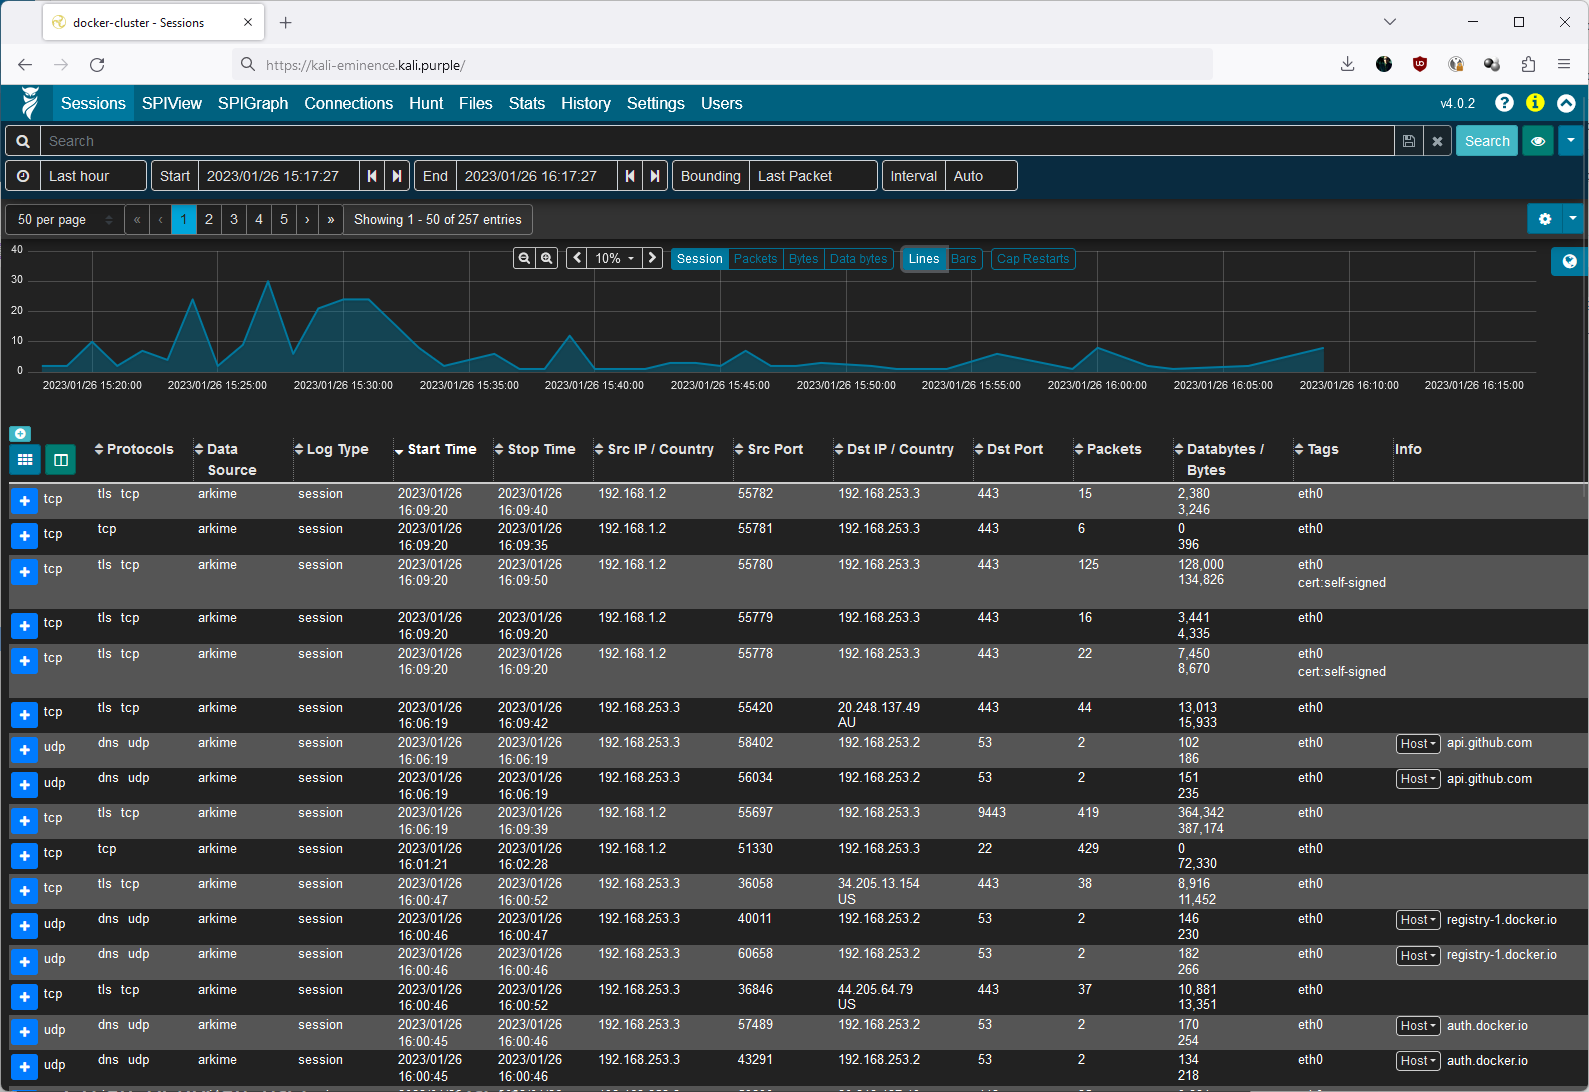 docker-cluster - Sessions
https://kali-eminence.kali.purple/
Sessions SPIView SPIGraph Connections Hunt Files Stats History Settings Users v4.0.2
Search Search
Last hour Start 2023/01/26 15:17:27 End 2023/01/26 16:17:27 Bounding Last Packet Interval Auto
50 per page « ‹ 1 2 3 4 5 › » Showing 1 - 50 of 257 entries
10% Session Packets Bytes Data bytes Lines Bars Cap Restarts
40
30
20
10
0
2023/01/26 15:20:00 2023/01/26 15:25:00 2023/01/26 15:30:00 2023/01/26 15:35:00 2023/01/26 15:40:00 2023/01/26 15:45:00 2023/01/26 15:50:00 2023/01/26 15:55:00 2023/01/26 16:00:00 2023/01/26 16:05:00 2023/01/26 16:10:00 2023/01/26 16:15:00
Protocols Data Log Type Start Time Stop Time Src IP / Country Src Port Dst IP / Country Dst Port Packets Databytes / Tags Info
Source Bytes
tcp tls tcp arkime session 2023/01/26 2023/01/26 192.168.1.2 55782 192.168.253.3 443 15 2,380 eth0
16:09:20 16:09:40 3,246
tcp tcp arkime session 2023/01/26 2023/01/26 192.168.1.2 55781 192.168.253.3 443 6 0 eth0
16:09:20 16:09:35 396
tcp tls tcp arkime session 2023/01/26 2023/01/26 192.168.1.2 55780 192.168.253.3 443 125 128,000 eth0
16:09:20 16:09:50 134,826 cert:self-signed
tcp tls tcp arkime session 2023/01/26 2023/01/26 192.168.1.2 55779 192.168.253.3 443 16 3,441 eth0
16:09:20 16:09:20 4,335
tcp tls tcp arkime session 2023/01/26 2023/01/26 192.168.1.2 55778 192.168.253.3 443 22 7,450 eth0
16:09:20 16:09:20 8,670 cert:self-signed
tcp tls tcp arkime session 2023/01/26 2023/01/26 192.168.253.3 55420 20.248.137.49 443 44 13,013 eth0
16:06:19 16:09:42 AU 15,933
udp dns udp arkime session 2023/01/26 2023/01/26 192.168.253.3 58402 192.168.253.2 53 2 102 eth0 Host api.github.com
16:06:19 16:06:19 186
udp dns udp arkime session 2023/01/26 2023/01/26 192.168.253.3 56034 192.168.253.2 53 2 151 eth0 Host api.github.com
16:06:19 16:06:19 235
tcp tls tcp arkime session 2023/01/26 2023/01/26 192.168.1.2 55697 192.168.253.3 9443 419 364,342 eth0
16:06:19 16:09:39 387,174
tcp tcp arkime session 2023/01/26 2023/01/26 192.168.1.2 51330 192.168.253.3 22 429 0 eth0
16:01:21 16:02:28 72,330
tcp tls tcp arkime session 2023/01/26 2023/01/26 192.168.253.3 36058 34.205.13.154 443 38 8,916 eth0
16:00:47 16:00:52 US 11,452
udp dns udp arkime session 2023/01/26 2023/01/26 192.168.253.3 40011 192.168.253.2 53 2 146 eth0 Host registry-1.docker.io
16:00:46 16:00:47 230
udp dns udp arkime session 2023/01/26 2023/01/26 192.168.253.3 60658 192.168.253.2 53 2 182 eth0 Host registry-1.docker.io
16:00:46 16:00:46 266
tcp tls tcp arkime session 2023/01/26 2023/01/26 192.168.253.3 36846 44.205.64.79 443 37 10,881 eth0
16:00:46 16:00:52 US 13,351
udp dns udp arkime session 2023/01/26 2023/01/26 192.168.253.3 57489 192.168.253.2 53 2 170 eth0 Host auth.docker.io
16:00:45 16:00:46 254
udp dns udp arkime session 2023/01/26 2023/01/26 192.168.253.3 43291 192.168.253.2 53 2 134 eth0 Host auth.docker.io
16:00:45 16:00:46 218